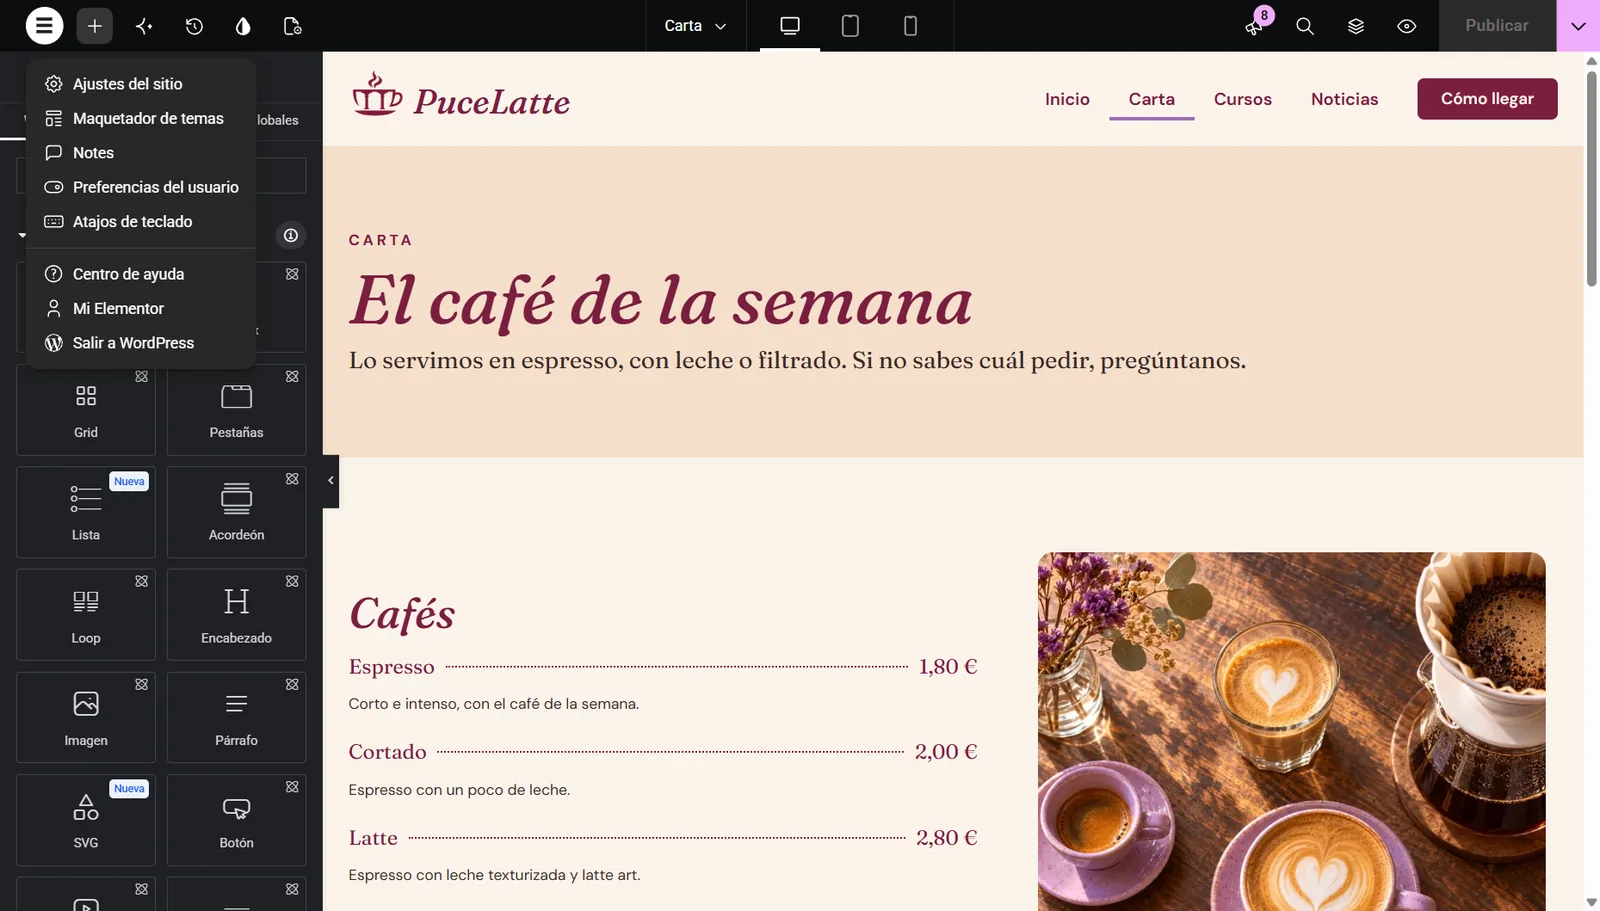 Carta
8
Publicar
Ajustes del sitio
Maquetador de temas
Notes
Preferencias del usuario
Atajos de teclado
Centro de ayuda
Mi Elementor
Salir a WordPress
lobales
Grid
Pestañas
Nueva
Lista
Acordeón
Loop
Encabezado
Imagen
Párrafo
Nueva
SVG
Botón
PuceLatte
Inicio
Carta
Cursos
Noticias
Cómo llegar
CARTA
El café de la semana
Lo servimos en espresso, con leche o filtrado. Si no sabes cuál pedir, pregúntanos.
Cafés
Espresso 1,80 €
Corto e intenso, con el café de la semana.
Cortado 2,00 €
Espresso con un poco de leche.
Latte 2,80 €
Espresso con leche texturizada y latte art.